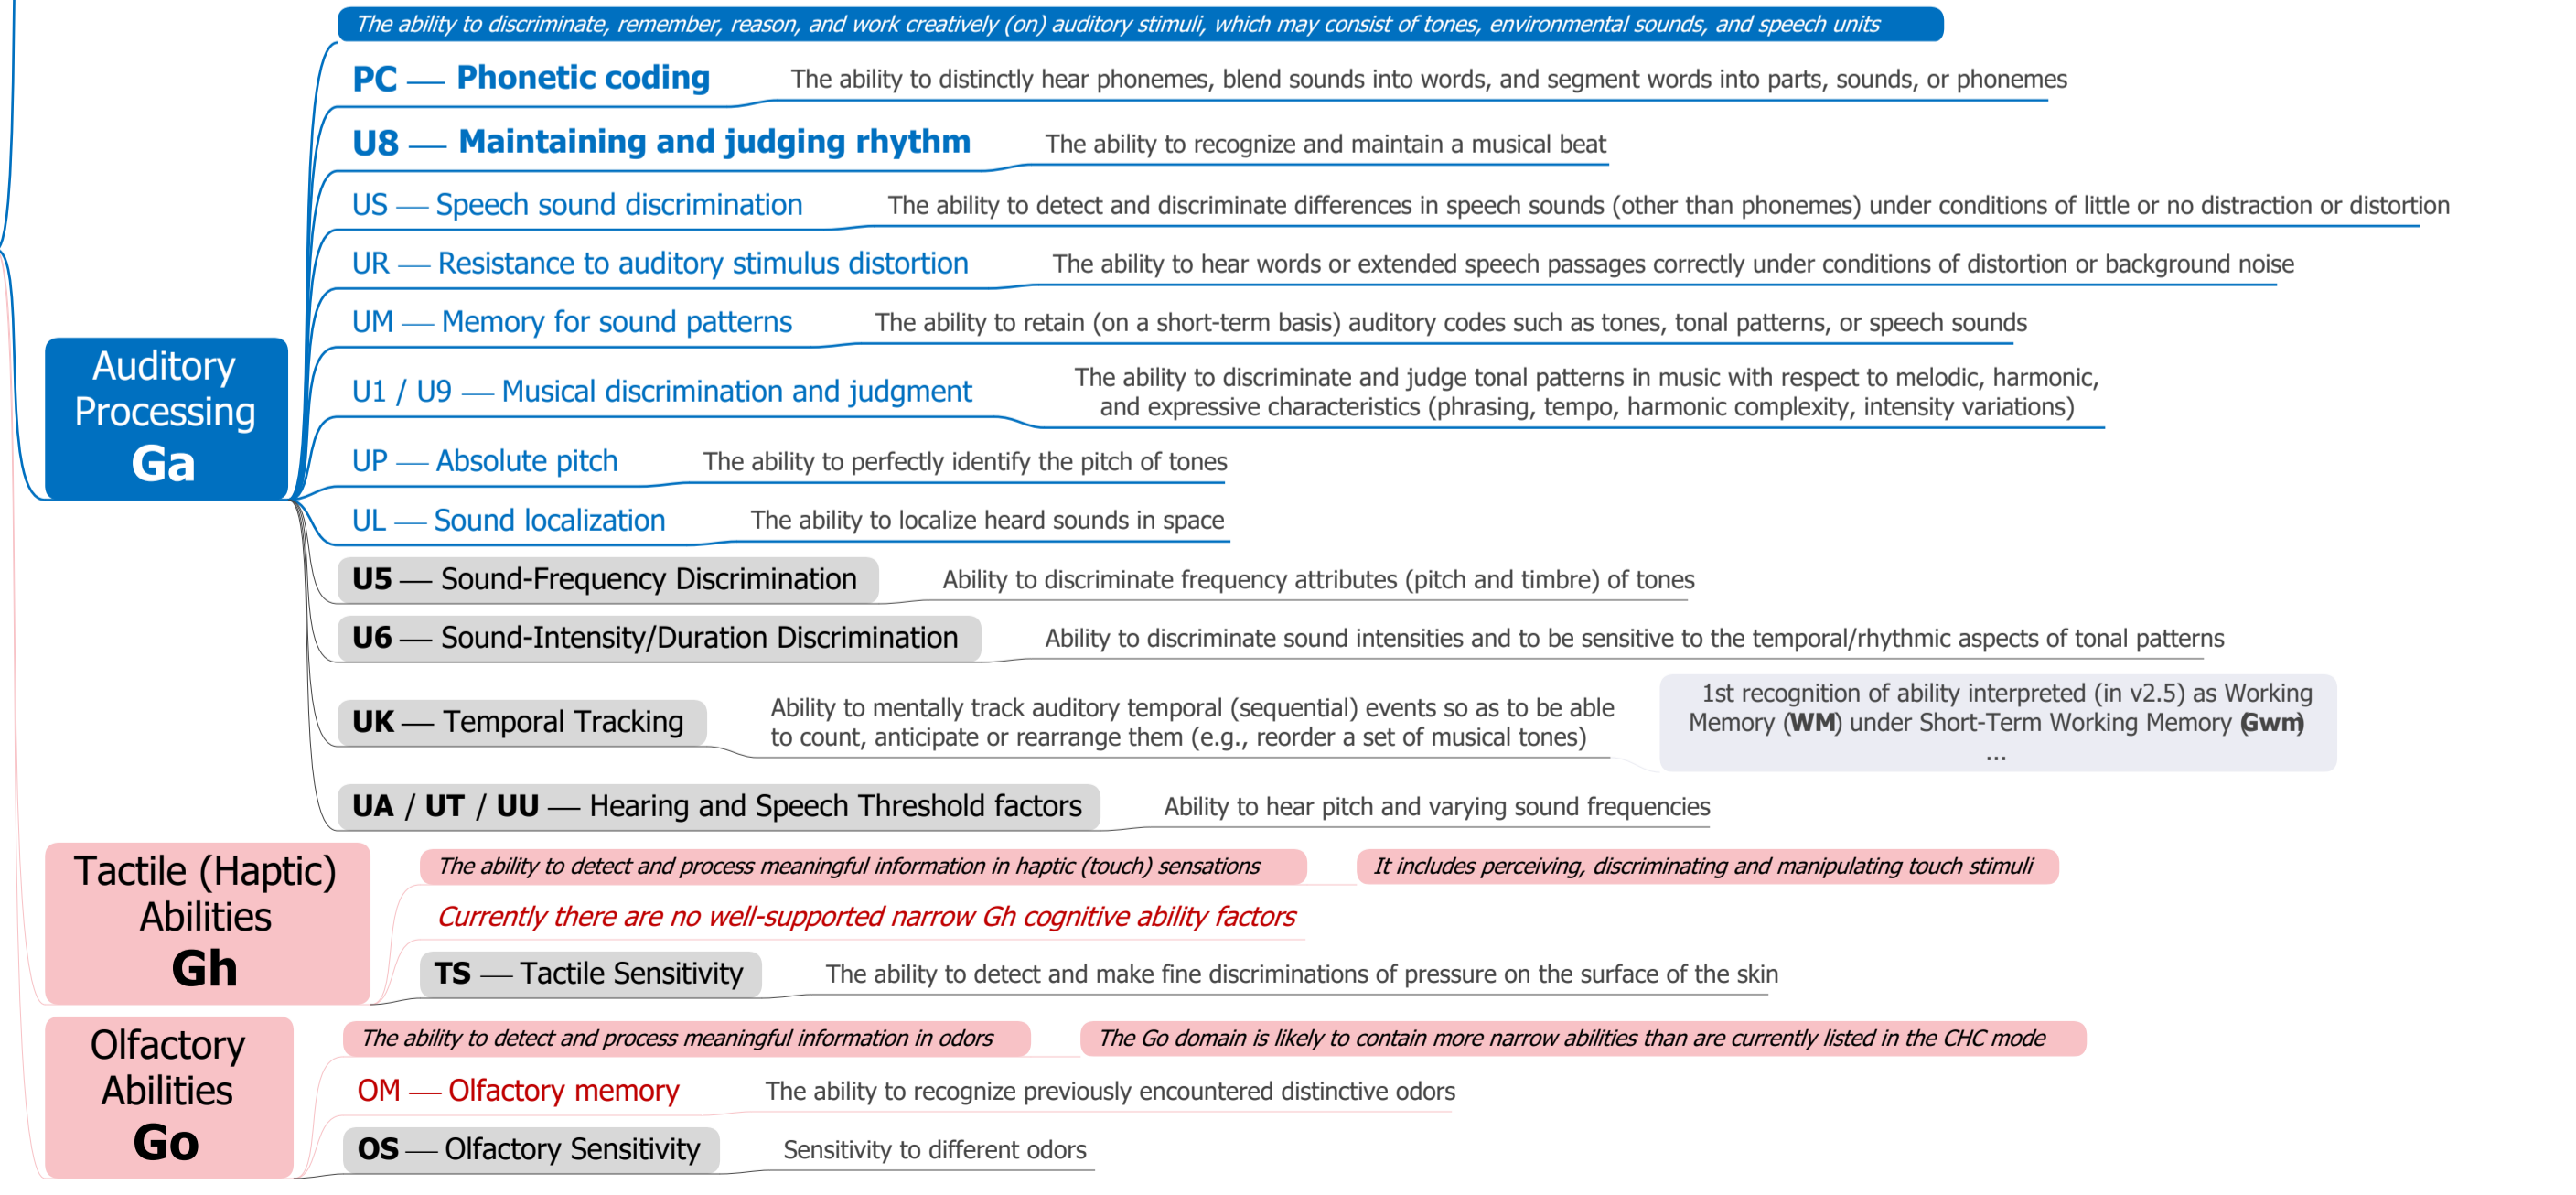 The ability to discriminate, remember, reason, and work creatively (on) auditory stimuli, which may consist of tones, environmental sounds, and speech units
PC — Phonetic coding
The ability to distinctly hear phonemes, blend sounds into words, and segment words into parts, sounds, or phonemes
U8 — Maintaining and judging rhythm
The ability to recognize and maintain a musical beat
US — Speech sound discrimination
The ability to detect and discriminate differences in speech sounds (other than phonemes) under conditions of little or no distraction or distortion
UR — Resistance to auditory stimulus distortion
The ability to hear words or extended speech passages correctly under conditions of distortion or background noise
UM — Memory for sound patterns
The ability to retain (on a short-term basis) auditory codes such as tones, tonal patterns, or speech sounds
Auditory
Processing
Ga
U1 / U9 — Musical discrimination and judgment
The ability to discriminate and judge tonal patterns in music with respect to melodic, harmonic,
and expressive characteristics (phrasing, tempo, harmonic complexity, intensity variations)
UP — Absolute pitch
The ability to perfectly identify the pitch of tones
UL — Sound localization
The ability to localize heard sounds in space
U5 — Sound-Frequency Discrimination
Ability to discriminate frequency attributes (pitch and timbre) of tones
U6 — Sound-Intensity/Duration Discrimination
Ability to discriminate sound intensities and to be sensitive to the temporal/rhythmic aspects of tonal patterns
UK — Temporal Tracking
Ability to mentally track auditory temporal (sequential) events so as to be able
to count, anticipate or rearrange them (e.g., reorder a set of musical tones)
1st recognition of ability interpreted (in v2.5) as Working
Memory (WM) under Short-Term Working Memory (Gwm)
...
UA / UT / UU — Hearing and Speech Threshold factors
Ability to hear pitch and varying sound frequencies
Tactile (Haptic)
Abilities
Gh
The ability to detect and process meaningful information in haptic (touch) sensations
It includes perceiving, discriminating and manipulating touch stimuli
Currently there are no well-supported narrow Gh cognitive ability factors
TS — Tactile Sensitivity
The ability to detect and make fine discriminations of pressure on the surface of the skin
Olfactory
Abilities
Go
The ability to detect and process meaningful information in odors
The Go domain is likely to contain more narrow abilities than are currently listed in the CHC mode
OM — Olfactory memory
The ability to recognize previously encountered distinctive odors
OS — Olfactory Sensitivity
Sensitivity to different odors